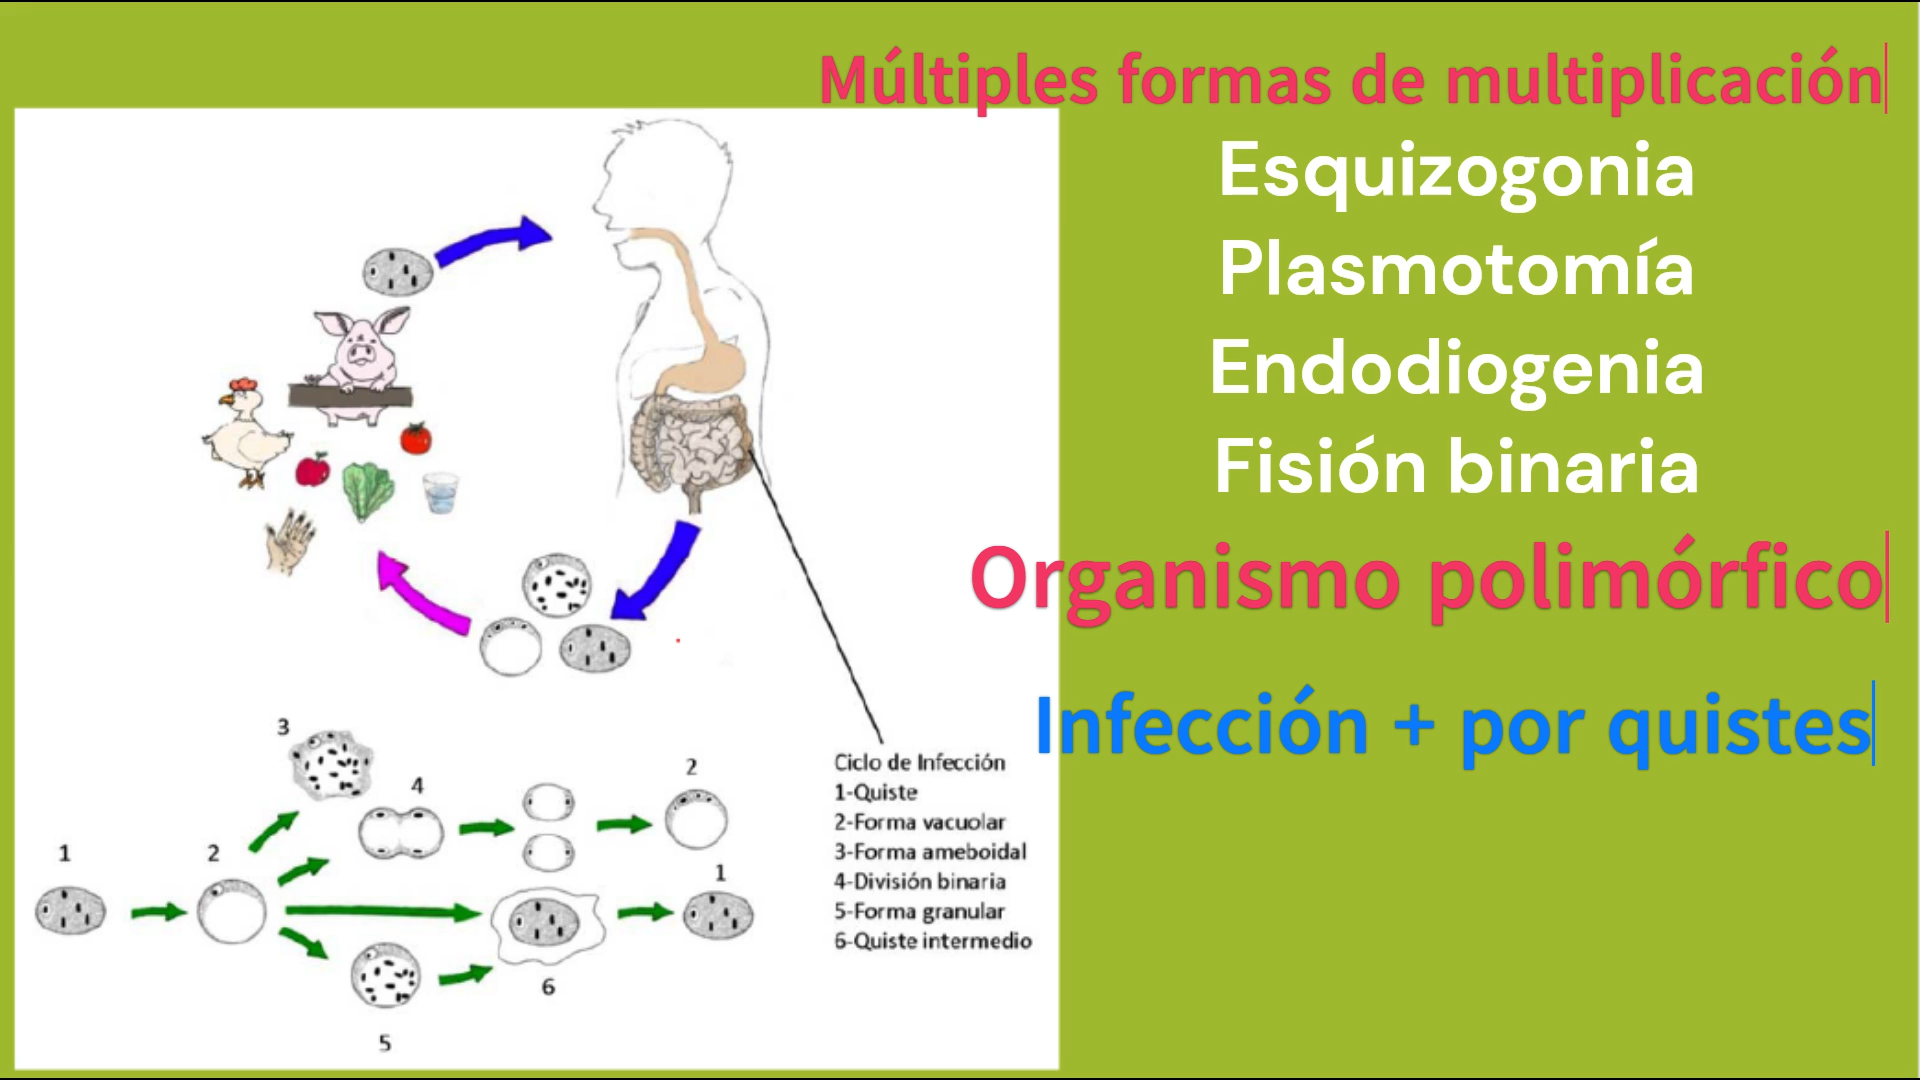 Múltiples formas de multiplicación
Esquizogonia
Plasmotomía
Endodiogenia
Fisión binaria
Organismo polimórfico
Infección + por quistes
3
4
2
1
2
1
6
5
Ciclo de Infección
1-Quiste
2-Forma vacuolar
3-Forma ameboidal
4-División binaria
5-Forma granular
6-Quiste intermedio